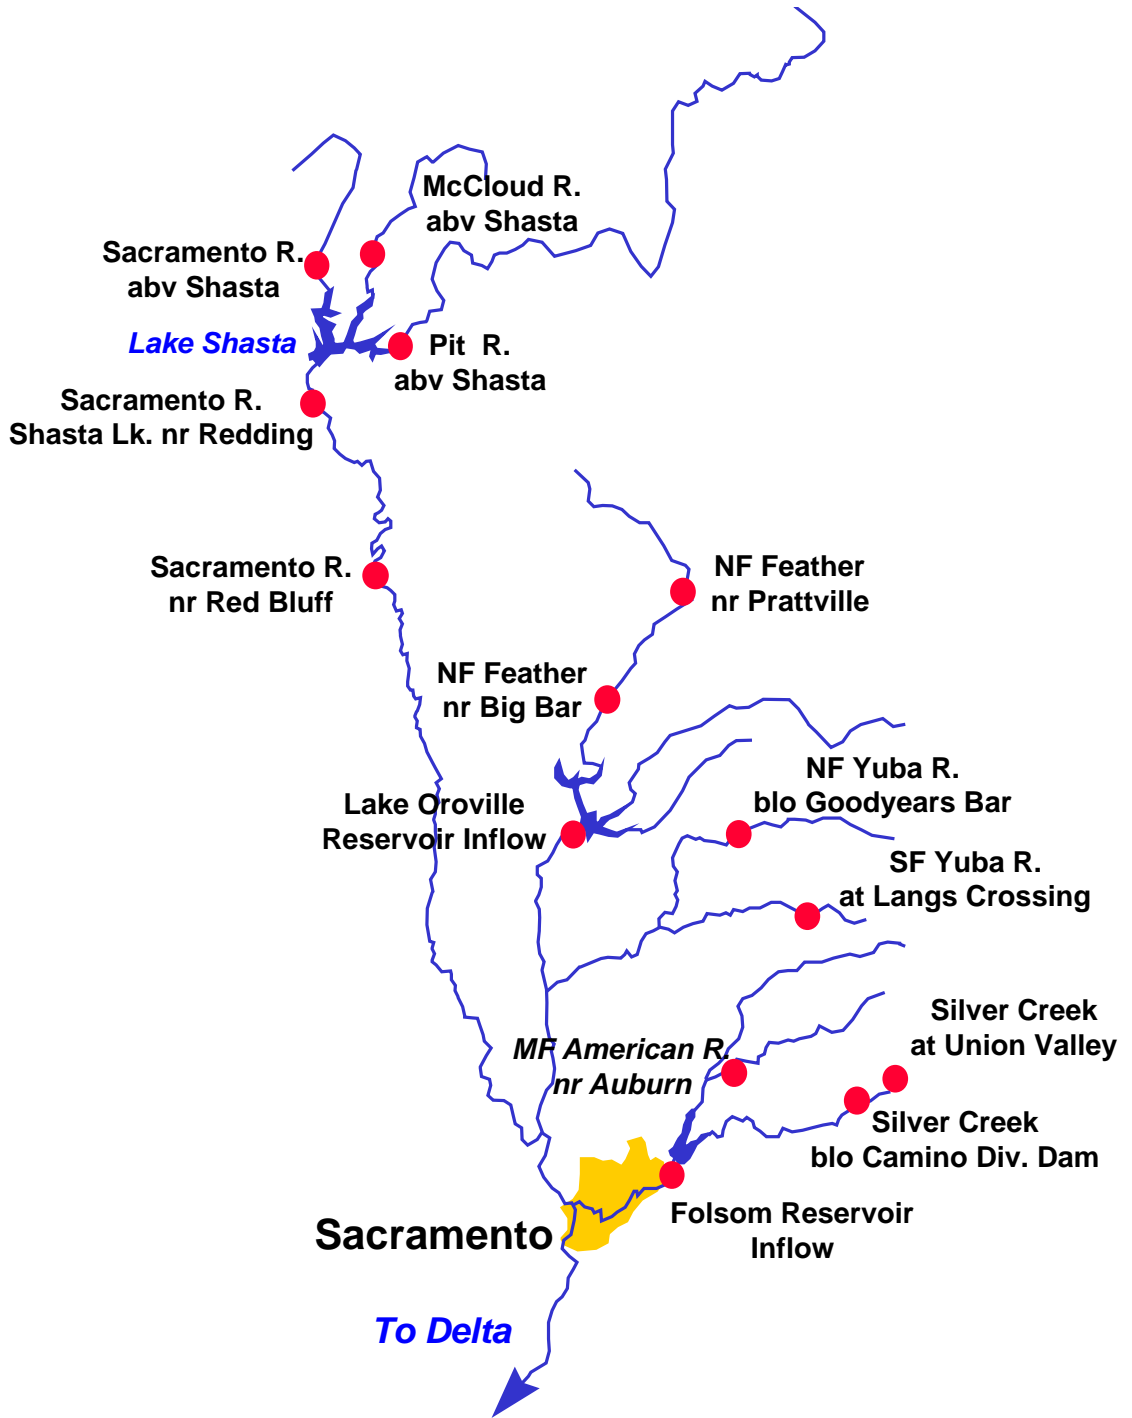 McCloud R.
abv Shasta
Sacramento R.
abv Shasta
Lake Shasta
Pit R.
abv Shasta
Sacramento R.
Shasta Lk. nr Redding
Sacramento R.
nr Red Bluff
NF Feather
nr Prattville
NF Feather
nr Big Bar
NF Yuba R.
blo Goodyears Bar
Lake Oroville
Reservoir Inflow
SF Yuba R.
at Langs Crossing
Silver Creek
at Union Valley
MF American R.
nr Auburn
Silver Creek
blo Camino Div. Dam
Folsom Reservoir
Inflow
Sacramento
To Delta